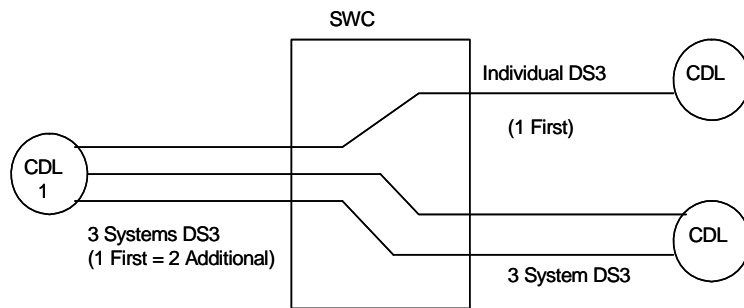 SWC
Individual DS3
CDL
(1 First)
CDL
1
3 Systems DS3
(1 First = 2 Additional)
CDL
3 System DS3